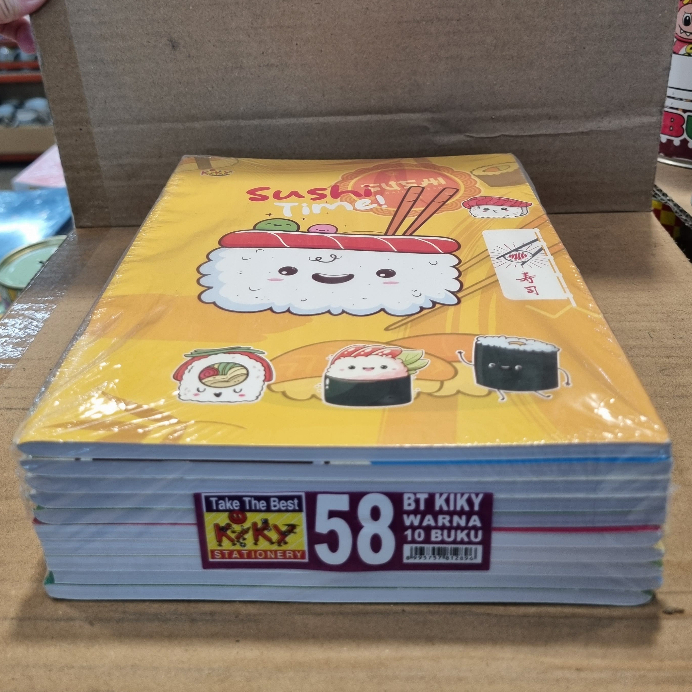 Sushi
Time!
寿司
Take The Best
KIKY
STATIONERY
58
BT KIKY
WARNA
10 BUKU